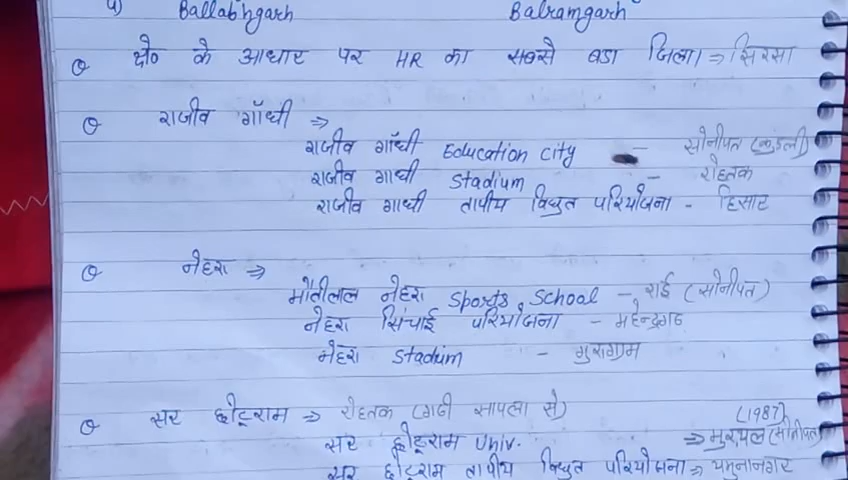 4) Ballabhgarh Balramgarh
Q क्षे० के आधार पर HR का सबसे बडा जिला ⇒ सिरसा
Q राजीव गाँधी ⇒
राजीव गाँधी Education city - सोनीपत (कुंडली)
राजीव गाधी Stadium - रोहतक
राजीव गाधी तापीय विधुत परियोजना - हिसार
Q नेहरा ⇒
मोतीलाल नेहरा Sports School - राई (सोनीपत)
नेहरा सिंचाई परियोजना - महेन्द्रगढ
नेहरा Stadium - गुरुग्राम
Q सर छोटूराम ⇒ रोहतक (गढी सापला से)
(1987)
सर छोटूराम Univ. ⇒ मुरथल (सोनीपत)
सर छोटूराम तापीय विधुत परियोजना ⇒ यमुनानगर